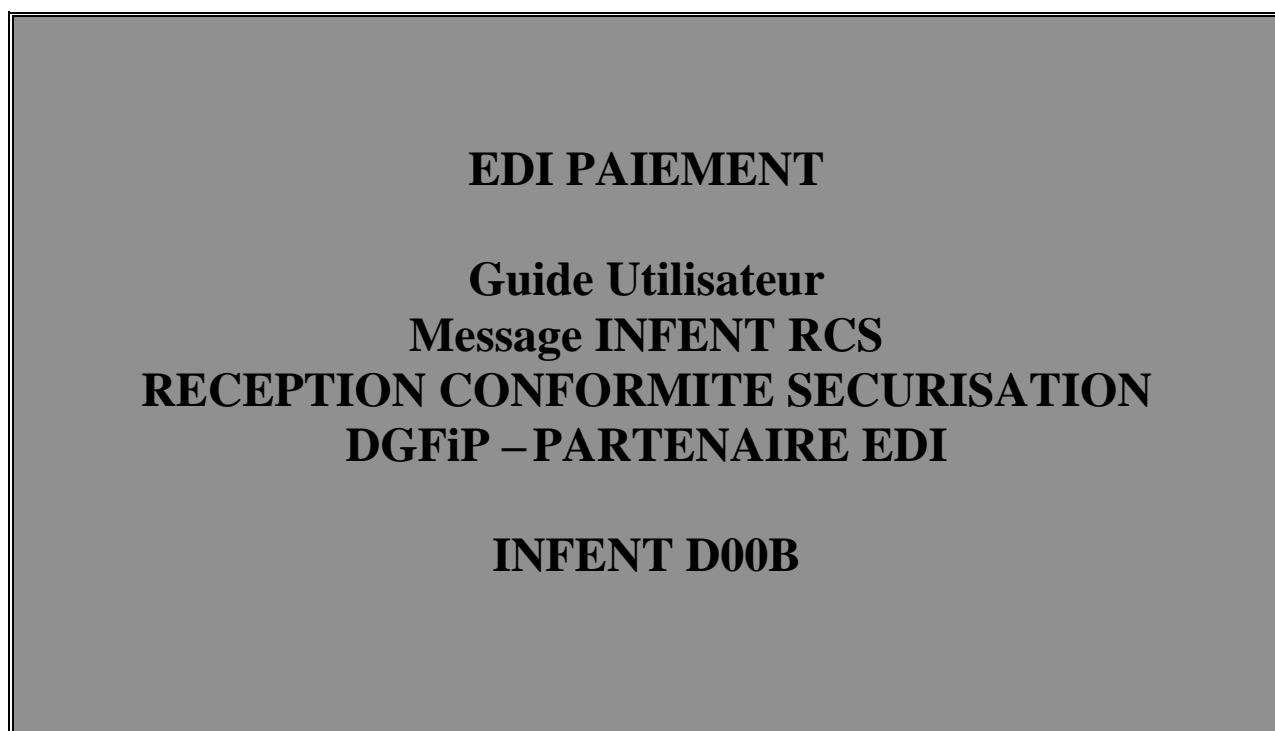 EDI PAIEMENT
Guide Utilisateur
Message INFENT RCS
RECEPTION CONFORMITE SECURISATION
DGFiP – PARTENAIRE EDI
INFENT D00B